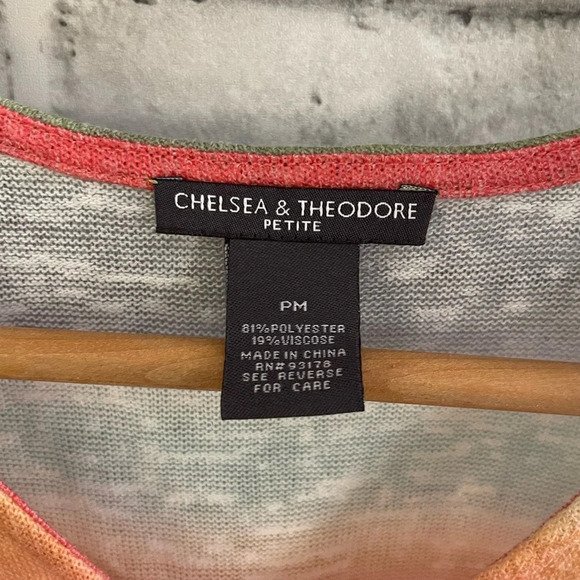 CHELSEA & THEODORE
PETITE
PM
81%POLYESTER
19%VISCOSE
MADE IN CHINA
RN# 93178
SEE REVERSE
FOR CARE